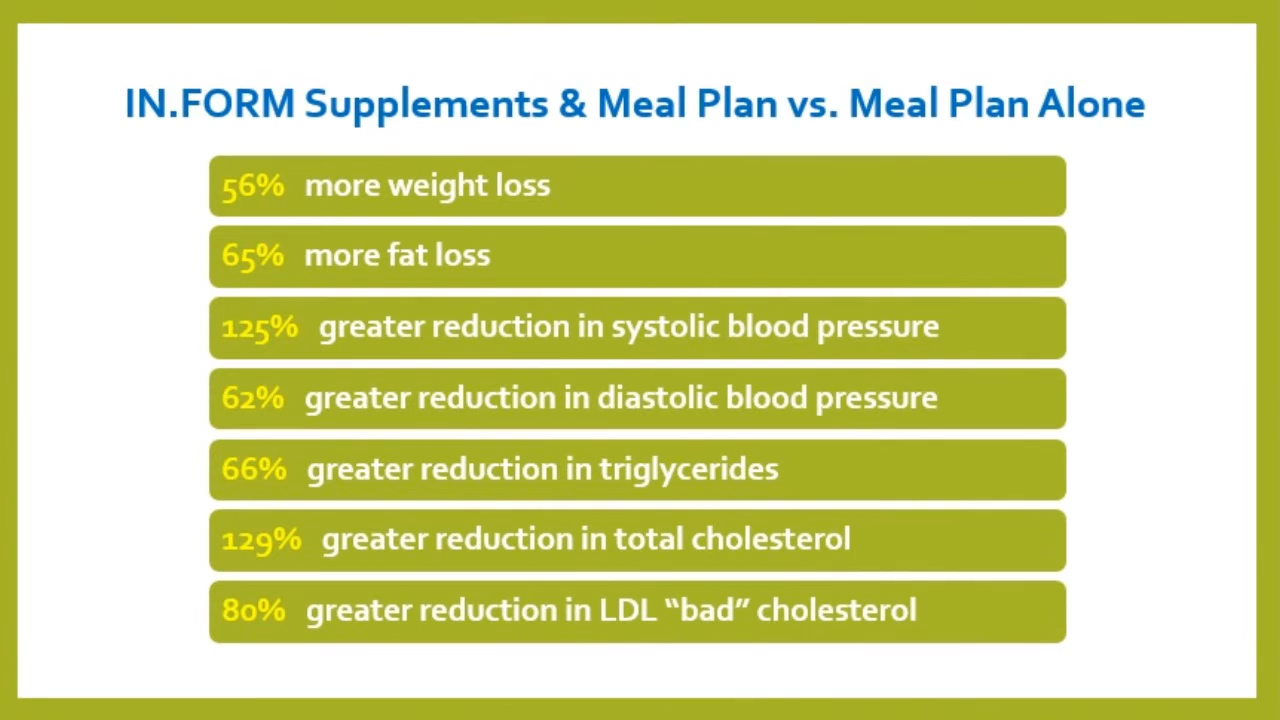 IN.FORM Supplements & Meal Plan vs. Meal Plan Alone
56% more weight loss
65% more fat loss
125% greater reduction in systolic blood pressure
62% greater reduction in diastolic blood pressure
66% greater reduction in triglycerides
129% greater reduction in total cholesterol
80% greater reduction in LDL “bad” cholesterol